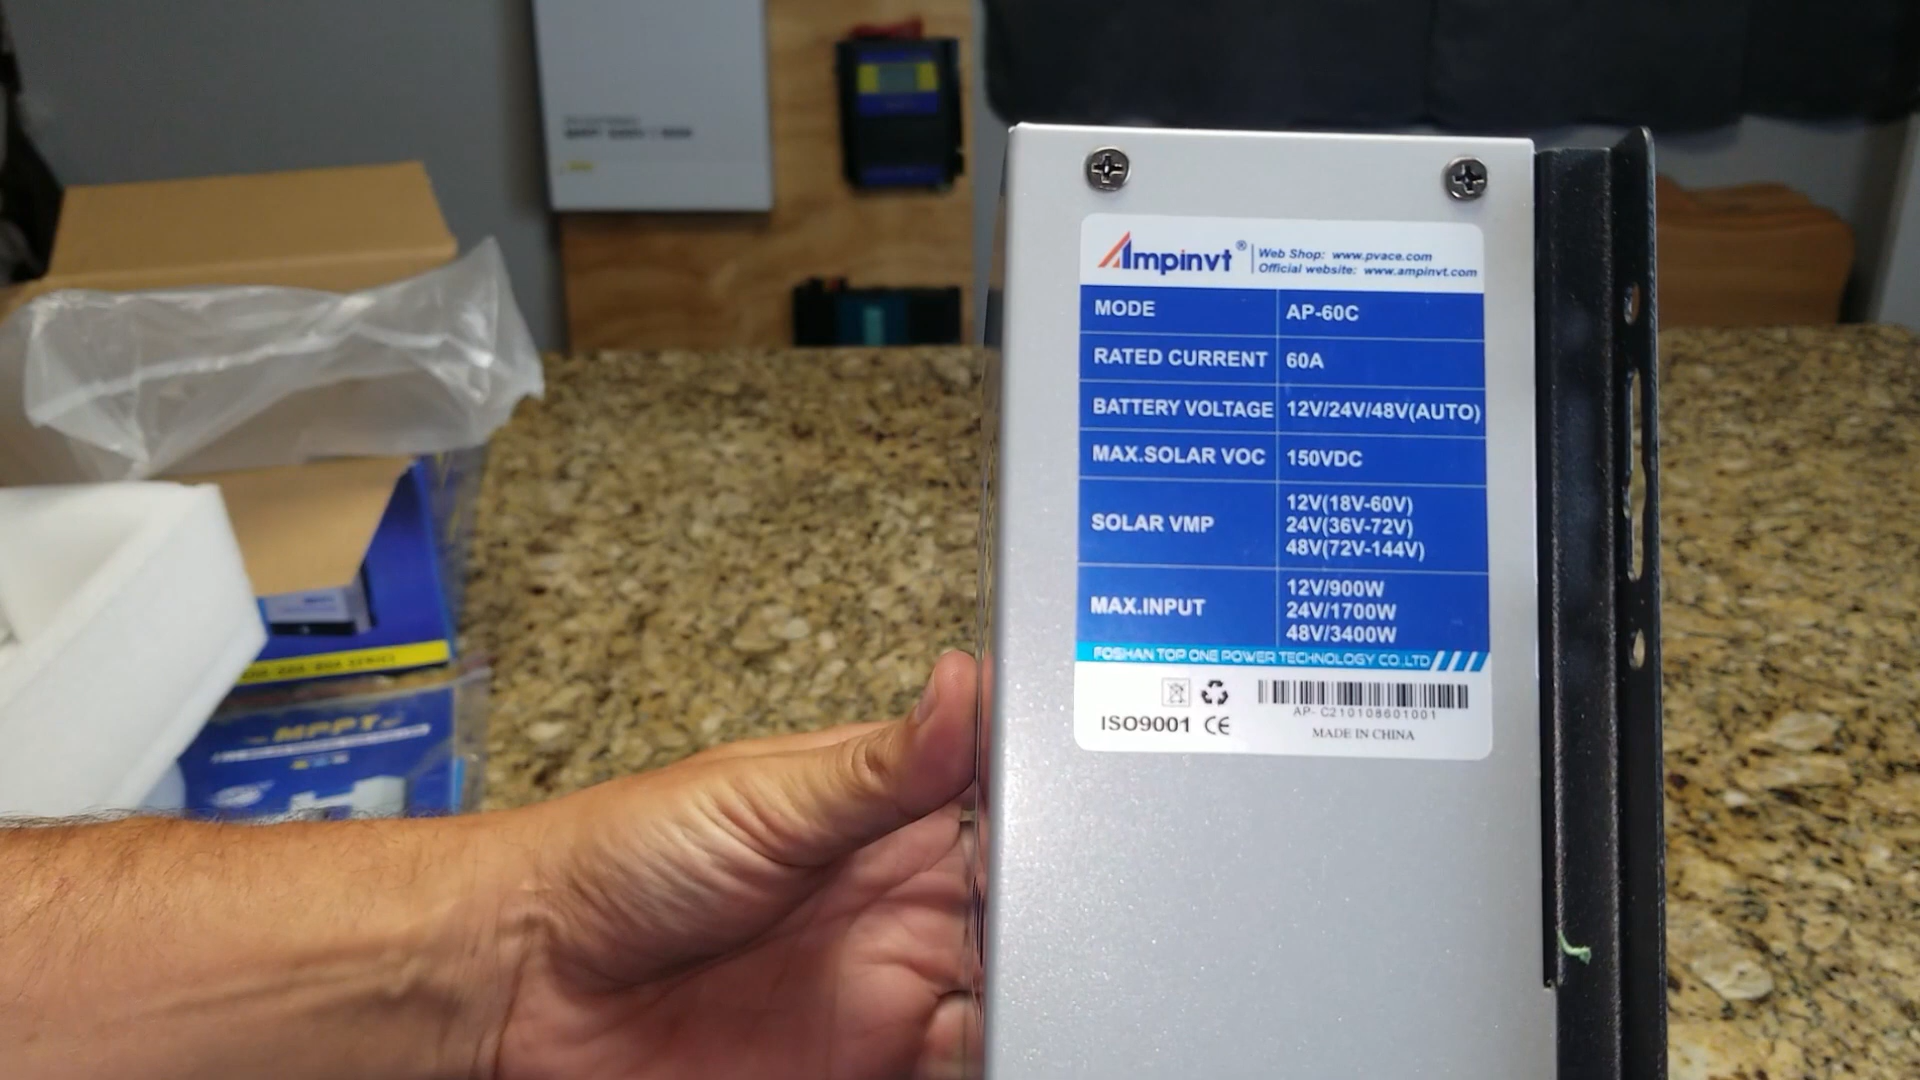 Ampinvt® Web Shop: www.pvace.com
Official website: www.ampinvt.com
MODE AP-60C
RATED CURRENT 60A
BATTERY VOLTAGE 12V/24V/48V(AUTO)
MAX.SOLAR VOC 150VDC
SOLAR VMP
12V(18V-60V)
24V(36V-72V)
48V(72V-144V)
MAX.INPUT
12V/900W
24V/1700W
48V/3400W
FOSHAN TOP ONE POWER TECHNOLOGY CO.,LTD
ISO9001 CE
AP- C210108601001
MADE IN CHINA
MPPT